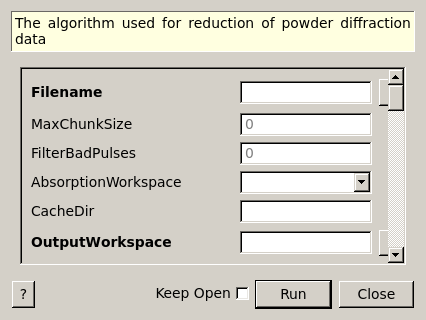 The algorithm used for reduction of powder diffraction
data
Filename
MaxChunkSize 0
FilterBadPulses 0
AbsorptionWorkspace
CacheDir
OutputWorkspace
? Keep Open Run Close